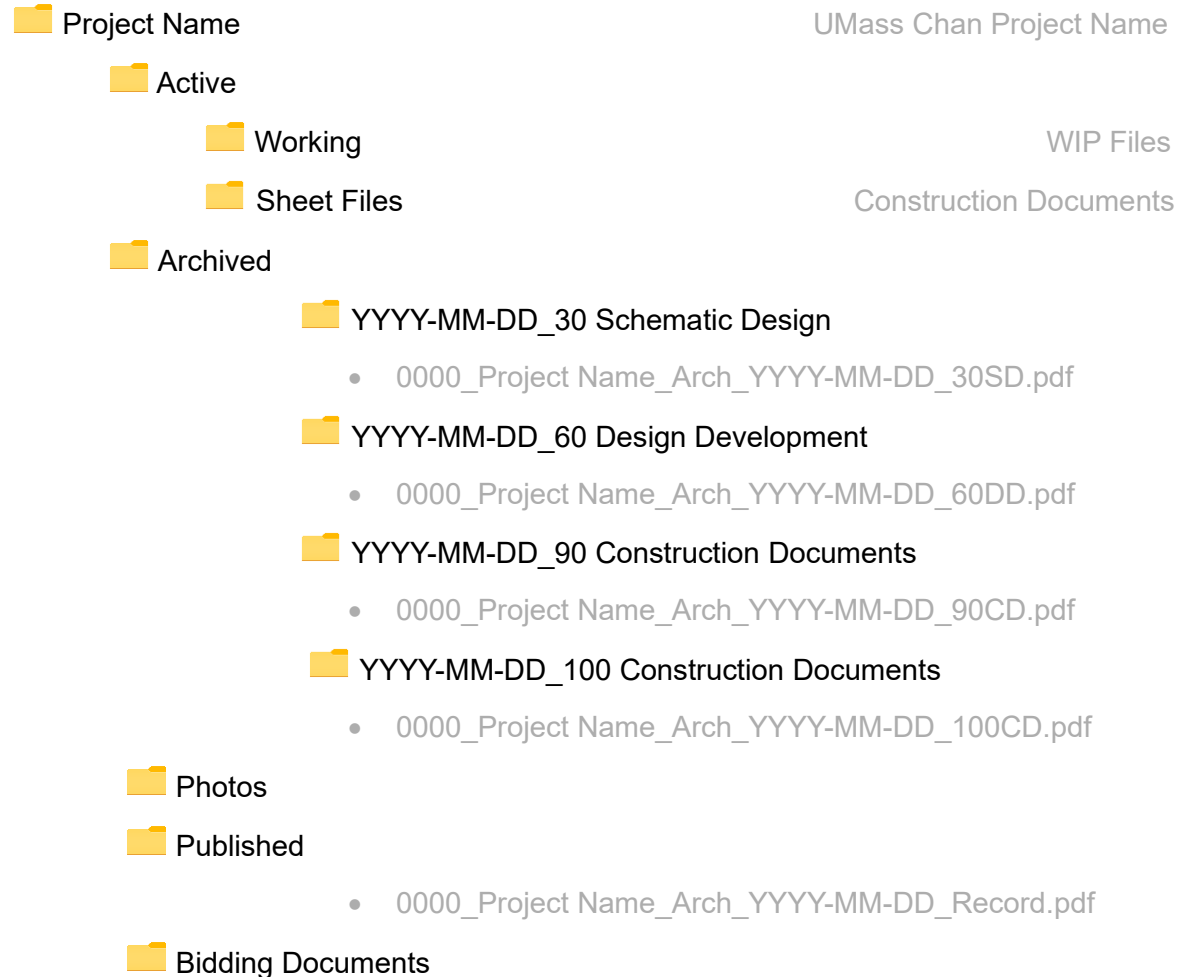 Project Name UMass Chan Project Name
Active
Working WIP Files
Sheet Files Construction Documents
Archived
YYYY-MM-DD_30 Schematic Design
• 0000_Project Name_Arch_YYYY-MM-DD_30SD.pdf
YYYY-MM-DD_60 Design Development
• 0000_Project Name_Arch_YYYY-MM-DD_60DD.pdf
YYYY-MM-DD_90 Construction Documents
• 0000_Project Name_Arch_YYYY-MM-DD_90CD.pdf
YYYY-MM-DD_100 Construction Documents
• 0000_Project Name_Arch_YYYY-MM-DD_100CD.pdf
Photos
Published
• 0000_Project Name_Arch_YYYY-MM-DD_Record.pdf
Bidding Documents